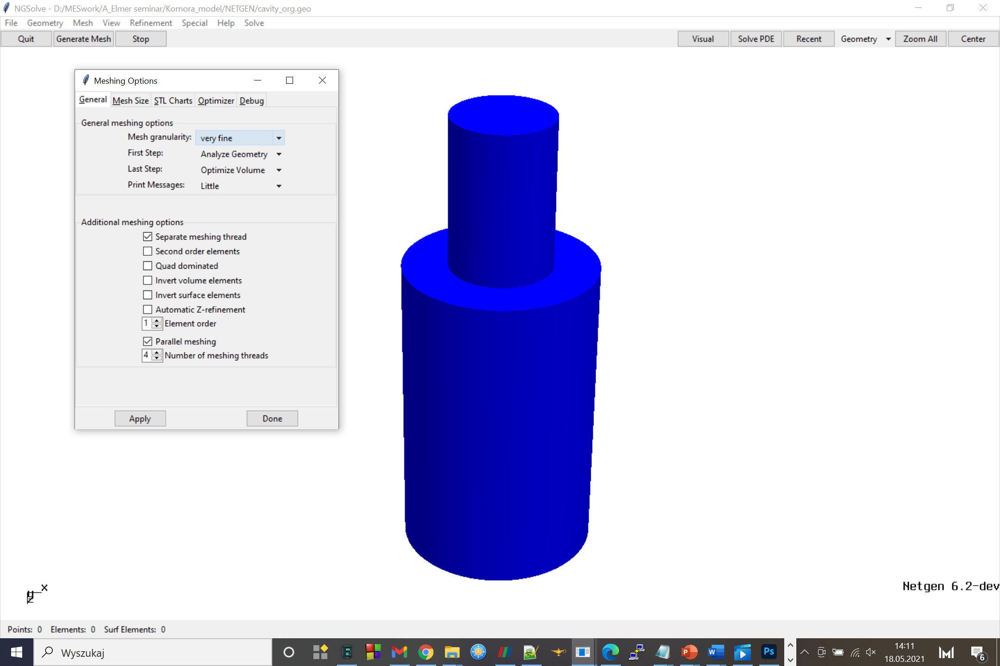 NGSolve - D:/MESwork/A_Elmer seminar/Komora_model/NETGEN/cavity_org.geo
File Geometry Mesh View Refinement Special Help Solve
Quit Generate Mesh Stop Visual Solve PDE Recent Geometry Zoom All Center
Meshing Options
General Mesh Size STL Charts Optimizer Debug
General meshing options
Mesh granularity: very fine
First Step: Analyze Geometry
Last Step: Optimize Volume
Print Messages: Little
Additional meshing options
Separate meshing thread
Second order elements
Quad dominated
Invert volume elements
Invert surface elements
Automatic Z-refinement
1 Element order
Parallel meshing
4 Number of meshing threads
Apply Done
x
y
z
Netgen 6.2-dev
Points: 0 Elements: 0 Surf Elements: 0
Wyszukaj
E
P
W
Ps
14:11
18.05.2021
6